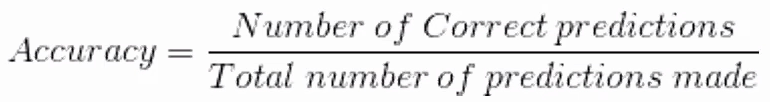 Accuracy = Number of Correct predictions
Total number of predictions made